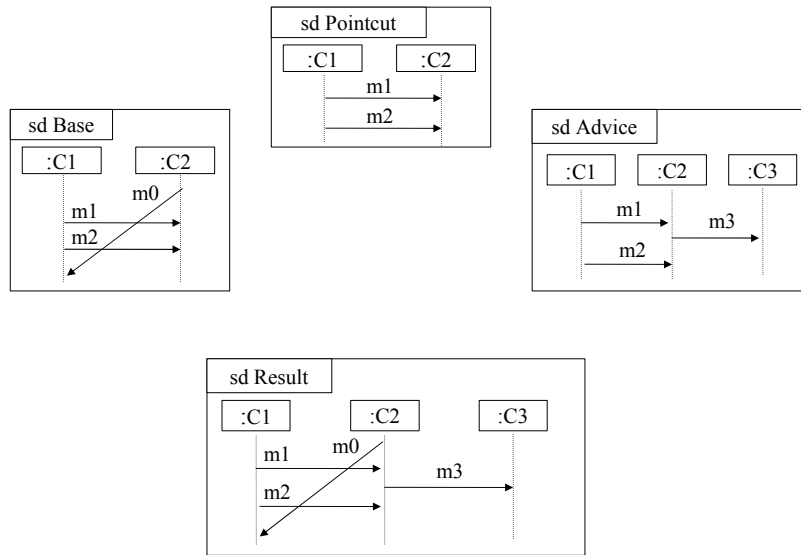 sd Pointcut
:C1 :C2
m1
m2
sd Base
:C1 :C2
m0
m1
m2
sd Advice
:C1 :C2 :C3
m1
m3
m2
sd Result
:C1 :C2 :C3
m0
m1
m3
m2